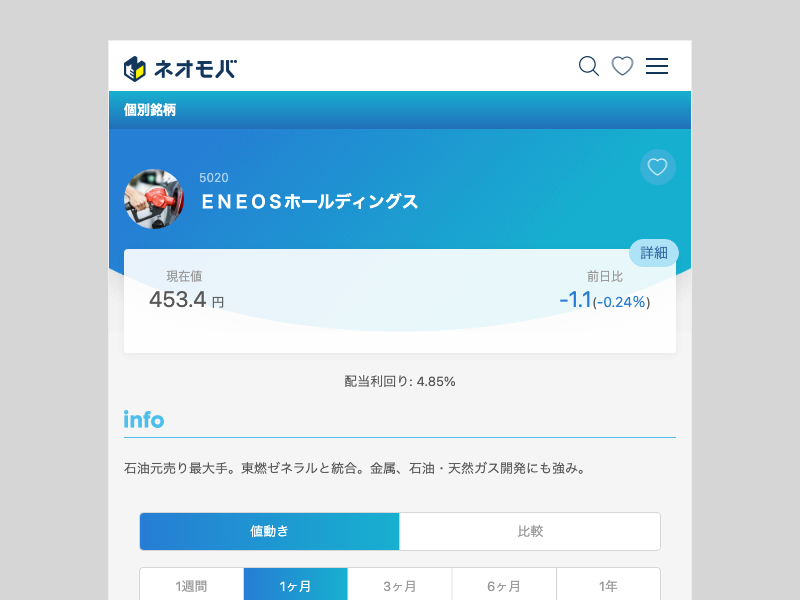 ネオモバ
個別銘柄
5020
ＥＮＥＯＳホールディングス
詳細
現在値
前日比
453.4 円
-1.1(-0.24%)
配当利回り: 4.85%
info
石油元売り最大手。東燃ゼネラルと統合。金属、石油・天然ガス開発にも強み。
値動き 比較
1週間 1ヶ月 3ヶ月 6ヶ月 1年